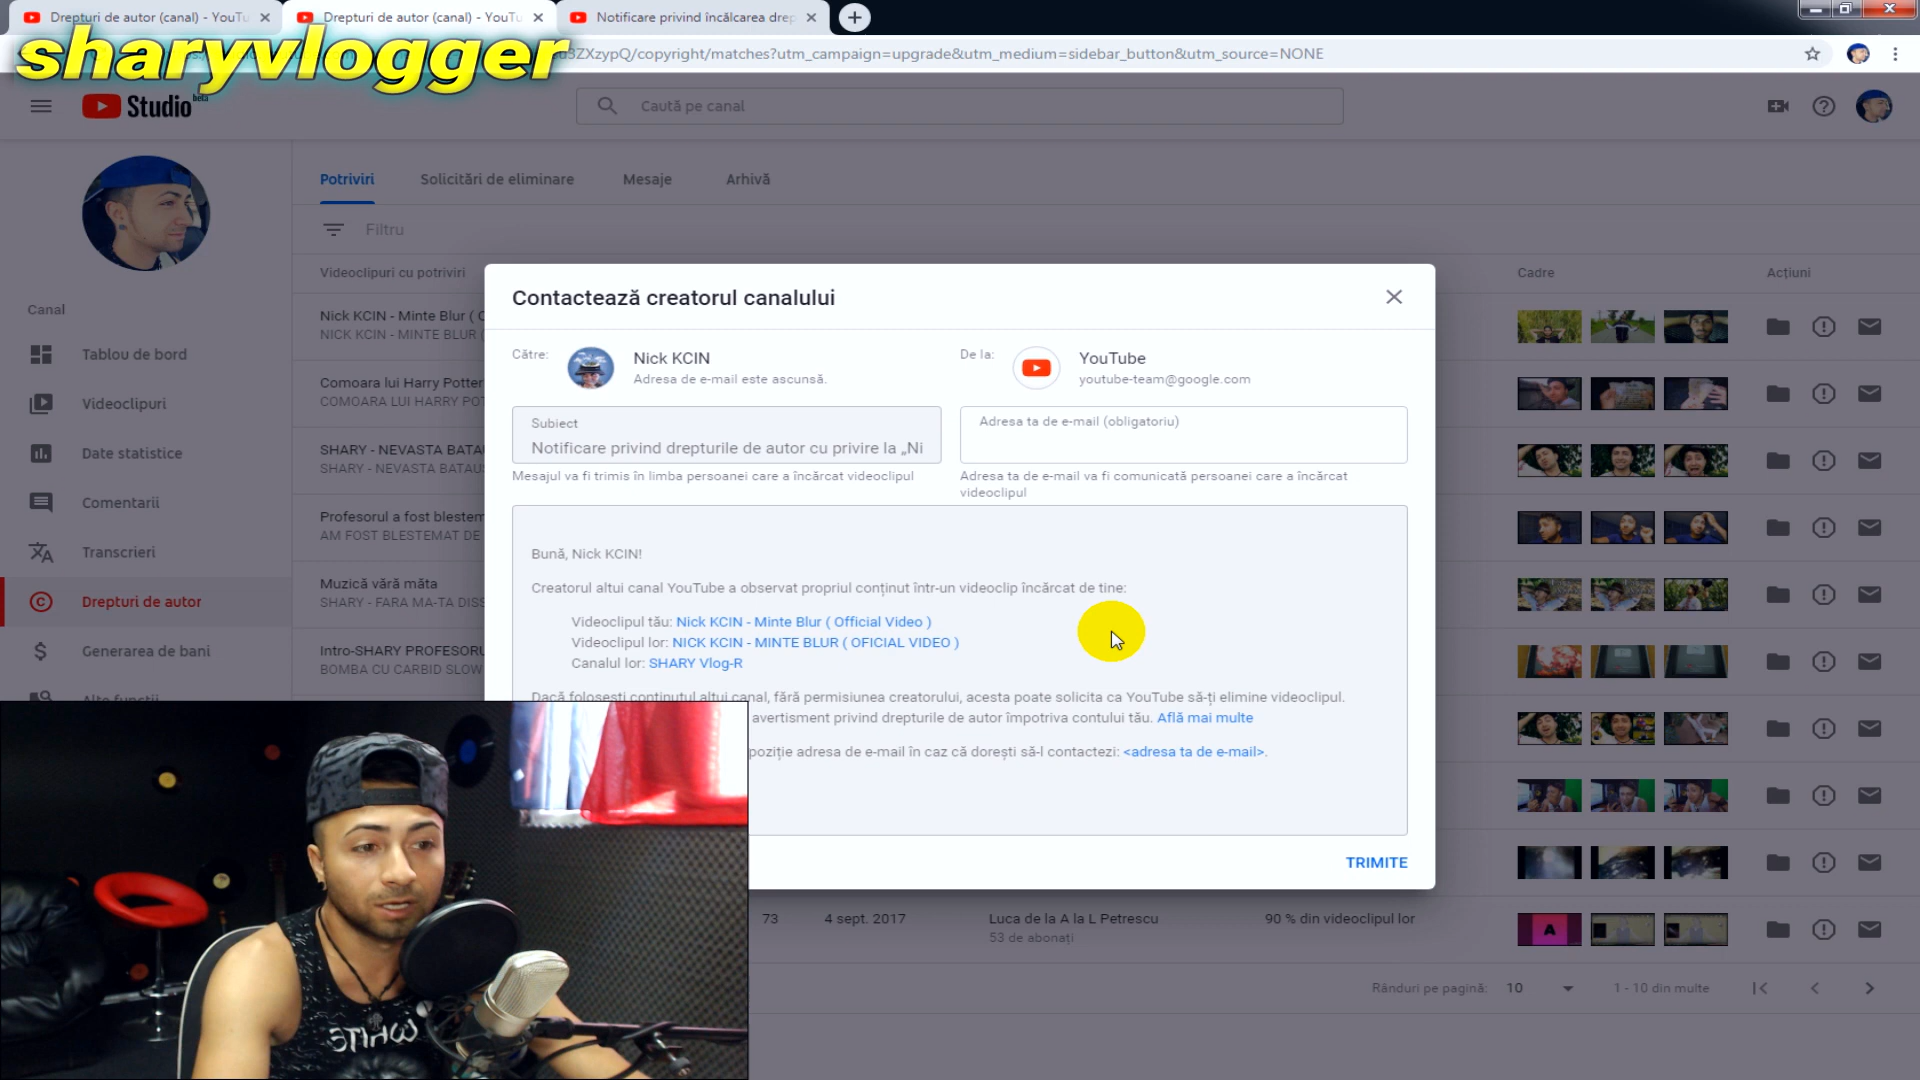 Drepturi de autor (canal) - YouTu
Drepturi de autor (canal) - YouTu
Notificare privind încălcarea drep
sharyvlogger
3ZXzypQ/copyright/matches?utm_campaign=upgrade&utm_medium=sidebar_button&utm_source=NONE
Studio beta
Caută pe canal
Potriviri
Solicitări de eliminare
Mesaje
Arhivă
Filtru
Videoclipuri cu potriviri
Cadre
Acțiuni
Canal
Tablou de bord
Videoclipuri
Date statistice
Comentarii
Transcrieri
Drepturi de autor
Generarea de bani
Alte funcții
Nick KCIN - Minte Blur ( O
NICK KCIN - MINTE BLUR (
Comoara lui Harry Potter
COMOARA LUI HARRY POT
SHARY - NEVASTA BATAU
SHARY - NEVASTA BATAUS
Profesorul a fost blestem
AM FOST BLESTEMAT DE
Muzică vără măta
SHARY - FARA MA-TA DISS
Intro-SHARY PROFESORU
BOMBA CU CARBID SLOW
Contactează creatorul canalului
Către:
Nick KCIN
Adresa de e-mail este ascunsă.
De la:
YouTube
youtube-team@google.com
Subiect
Notificare privind drepturile de autor cu privire la „Ni
Mesajul va fi trimis în limba persoanei care a încărcat videoclipul
Adresa ta de e-mail (obligatoriu)
Adresa ta de e-mail va fi comunicată persoanei care a încărcat
videoclipul
Bună, Nick KCIN!
Creatorul altui canal YouTube a observat propriul conținut într-un videoclip încărcat de tine:
Videoclipul tău: Nick KCIN - Minte Blur ( Official Video )
Videoclipul lor: NICK KCIN - MINTE BLUR ( OFICIAL VIDEO )
Canalul lor: SHARY Vlog-R
Dacă folosești conținutul altui canal, fără permisiunea creatorului, acesta poate solicita ca YouTube să-ți elimine videoclipul.
avertisment privind drepturile de autor împotriva contului tău. Află mai multe
poziție adresa de e-mail în caz că dorești să-l contactezi: <adresa ta de e-mail>.
TRIMITE
73
4 sept. 2017
Luca de la A la L Petrescu
53 de abonați
90 % din videoclipul lor
A
Rânduri pe pagină:
10
1 - 10 din multe
WHITE